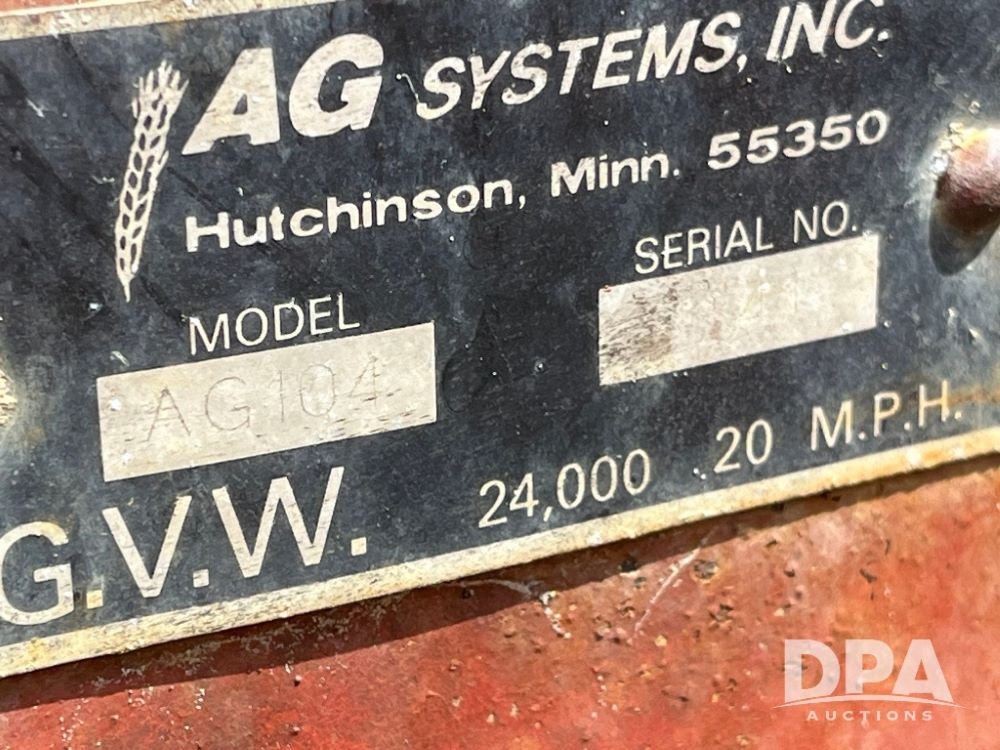 AG SYSTEMS, INC.
Hutchinson, Minn. 55350
MODEL SERIAL NO.
AG104
G.V.W. 24,000 20 M.P.H.
DPA
AUCTIONS